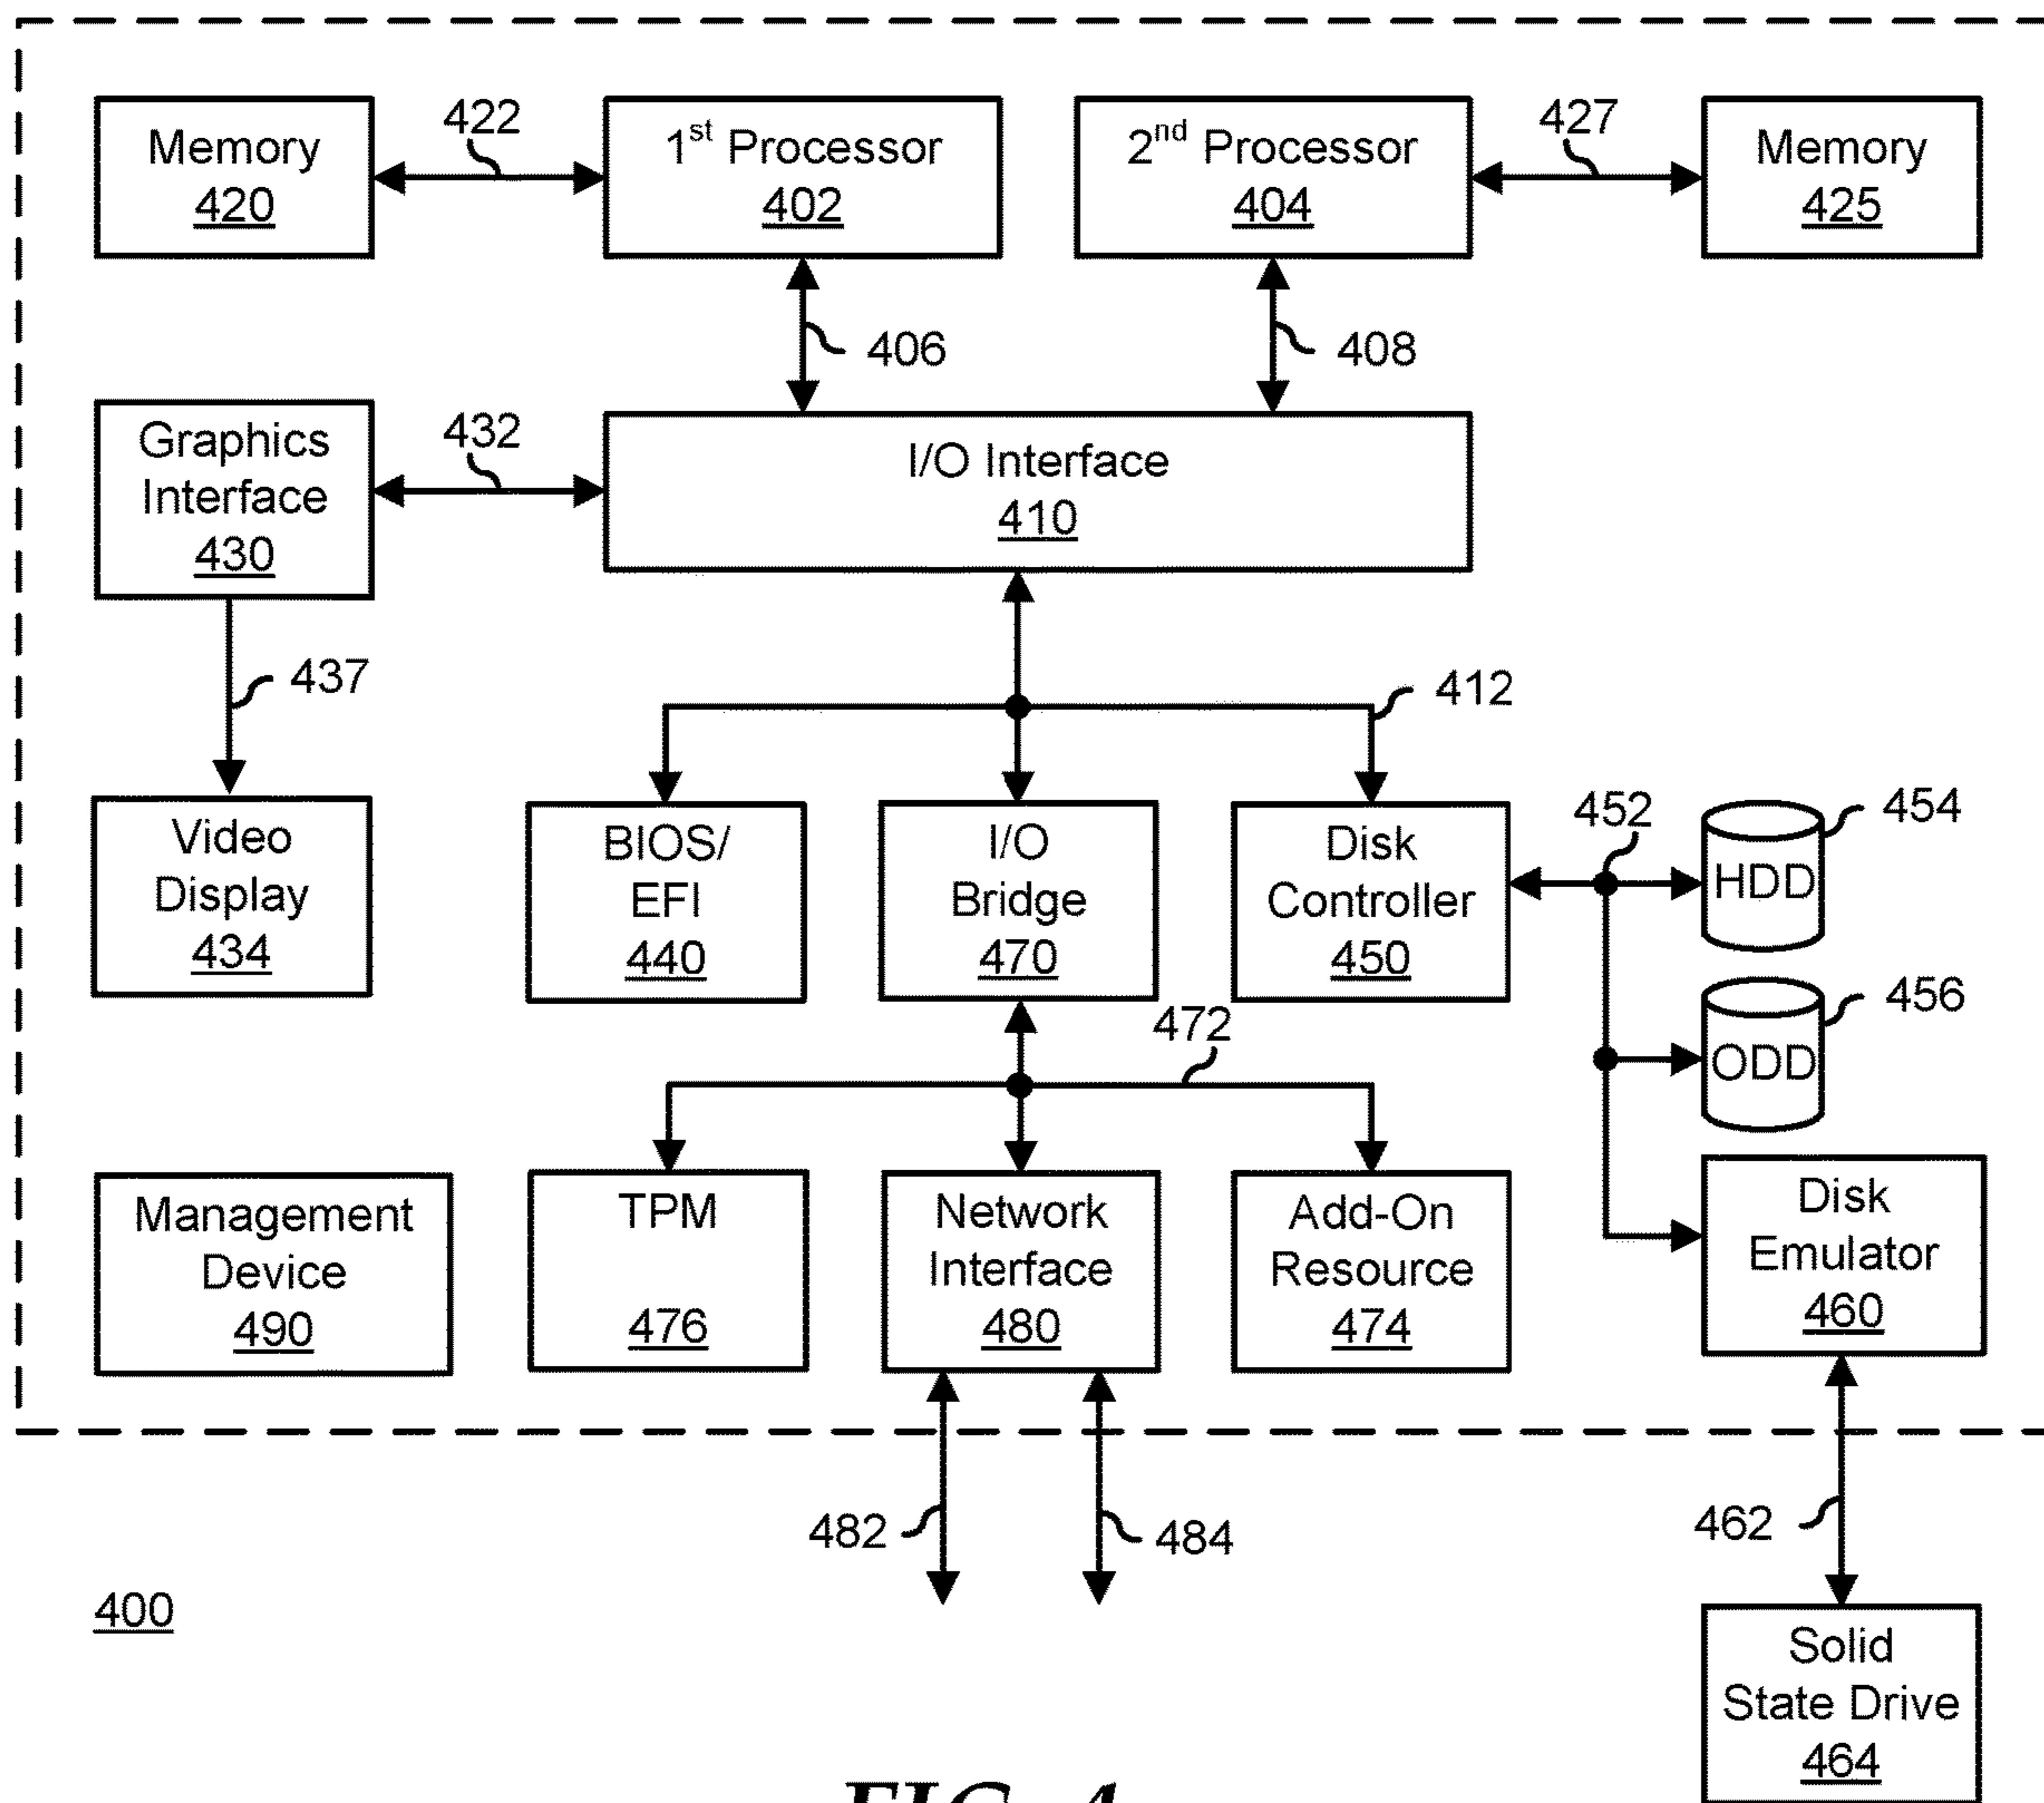 Memory
420
422
1st Processor
402
2nd Processor
404
427
Memory
425
406
408
Graphics
Interface
430
432
I/O Interface
410
437
412
Video
Display
434
BIOS/
EFI
440
I/O
Bridge
470
Disk
Controller
450
452
HDD
454
ODD
456
472
Management
Device
490
TPM
476
Network
Interface
480
Add-On
Resource
474
Disk
Emulator
460
482
484
462
400
Solid
State Drive
464
FIG. 4